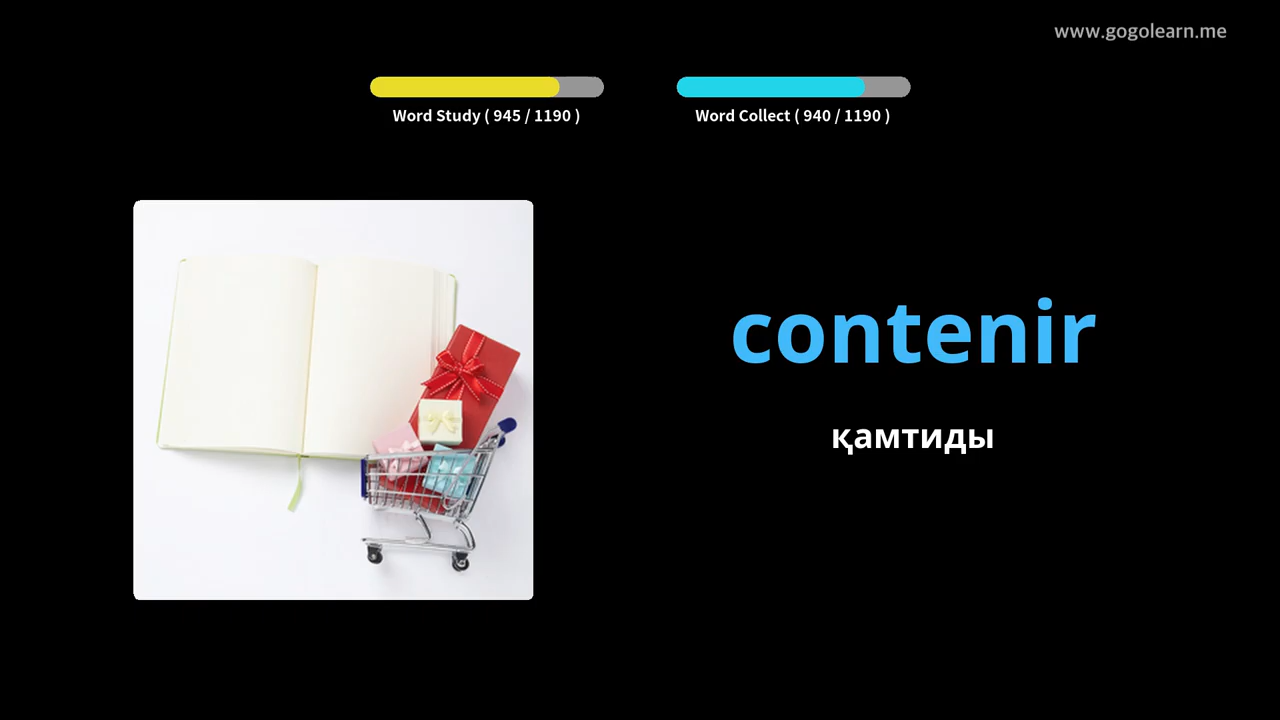 www.gogolearn.me
Word Study ( 945 / 1190 )
Word Collect ( 940 / 1190 )
contenir
қамтиды